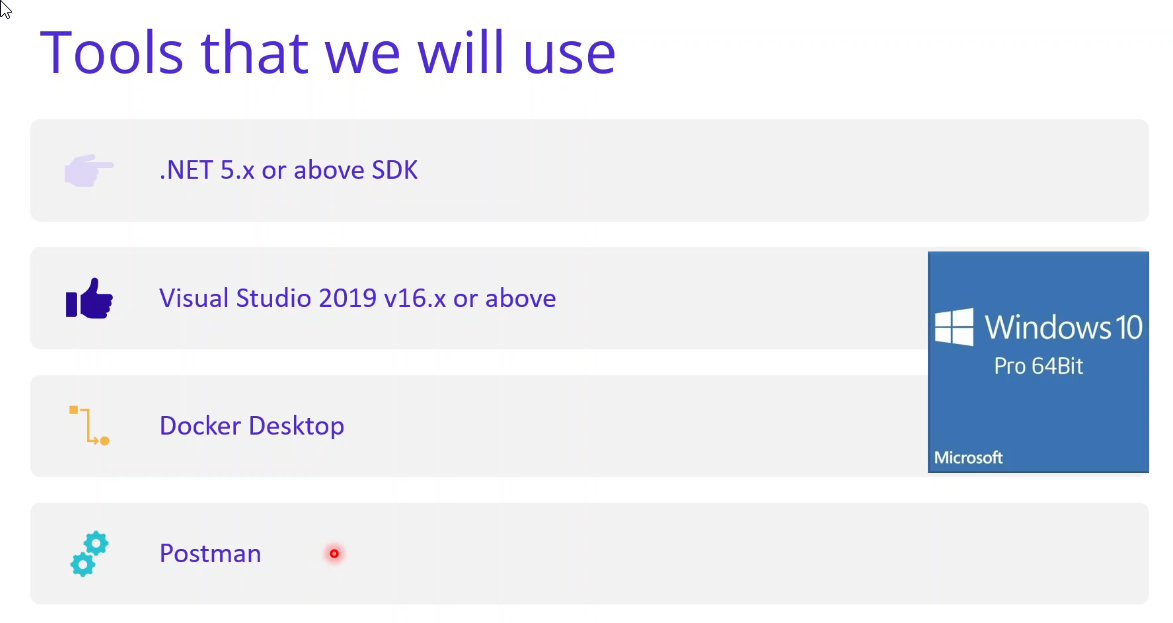 Tools that we will use
.NET 5.x or above SDK
Visual Studio 2019 v16.x or above
Windows 10
Pro 64Bit
Docker Desktop
Microsoft
Postman